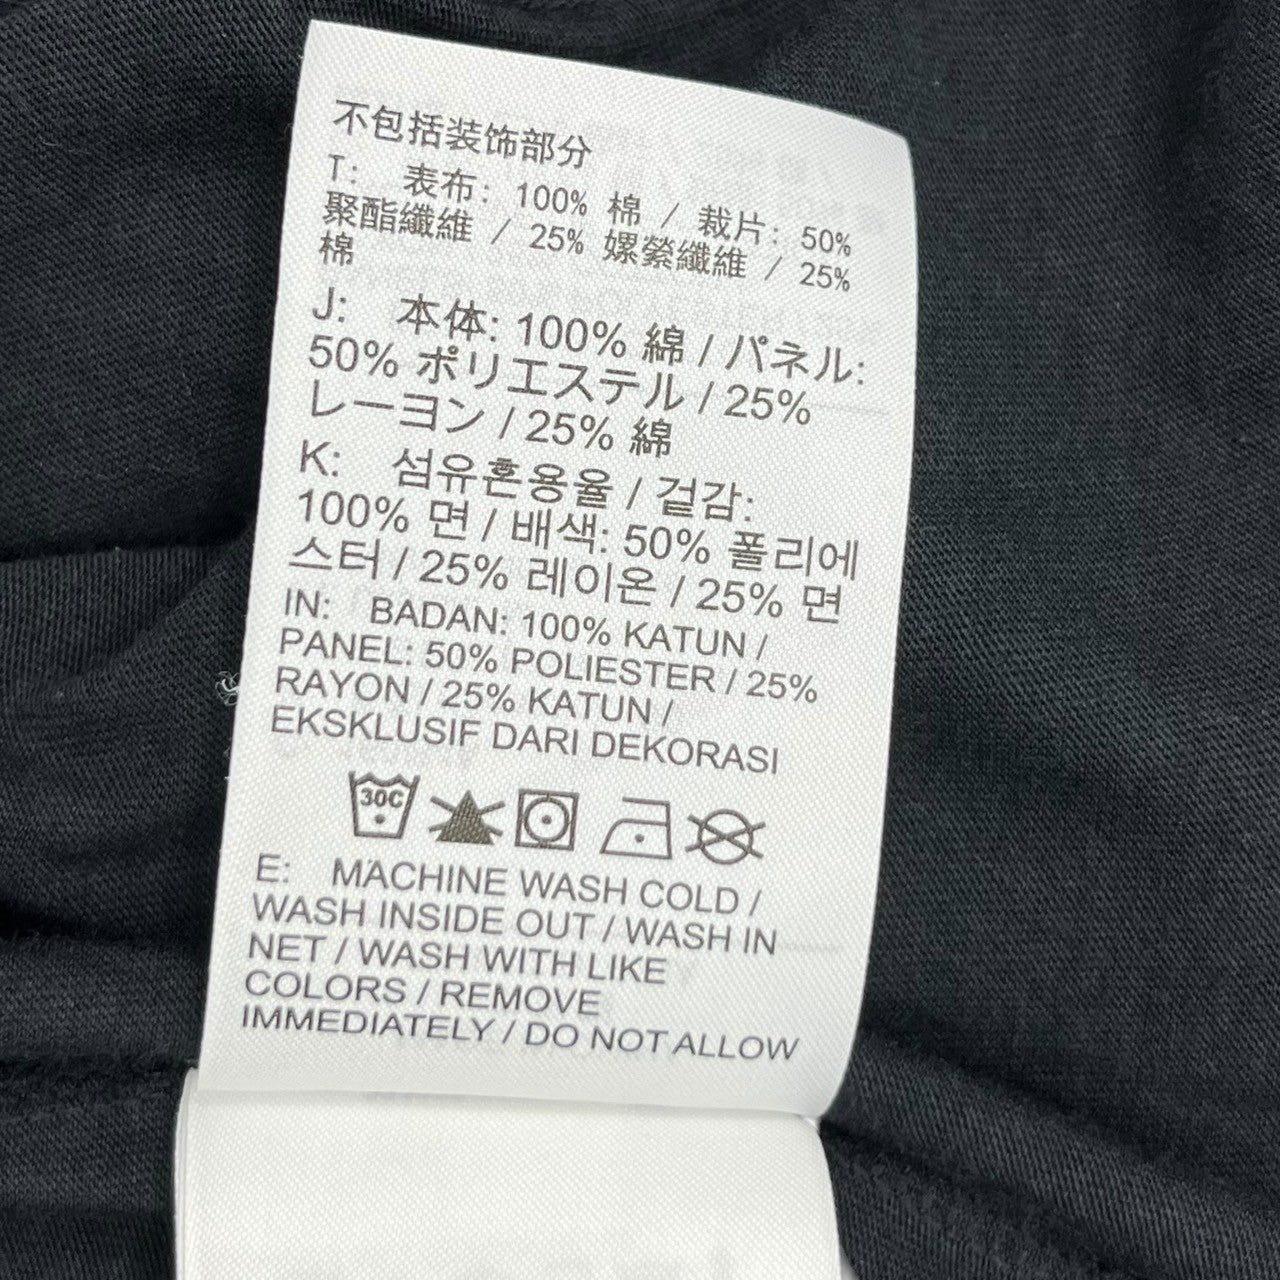 不包括装饰部分
T: 表布: 100% 棉 / 裁片: 50%
聚酯纖維 / 25% 嫘縈纖維 / 25%
棉
J: 本体: 100% 綿 / パネル:
50% ポリエステル / 25%
レーヨン / 25% 綿
K: 섬유혼용율 / 겉감:
100% 면 / 배색: 50% 폴리에
스터 / 25% 레이온 / 25% 면
IN: BADAN: 100% KATUN /
PANEL: 50% POLIESTER / 25%
RAYON / 25% KATUN /
EKSKLUSIF DARI DEKORASI
30C
E: MACHINE WASH COLD /
WASH INSIDE OUT / WASH IN
NET / WASH WITH LIKE
COLORS / REMOVE
IMMEDIATELY / DO NOT ALLOW